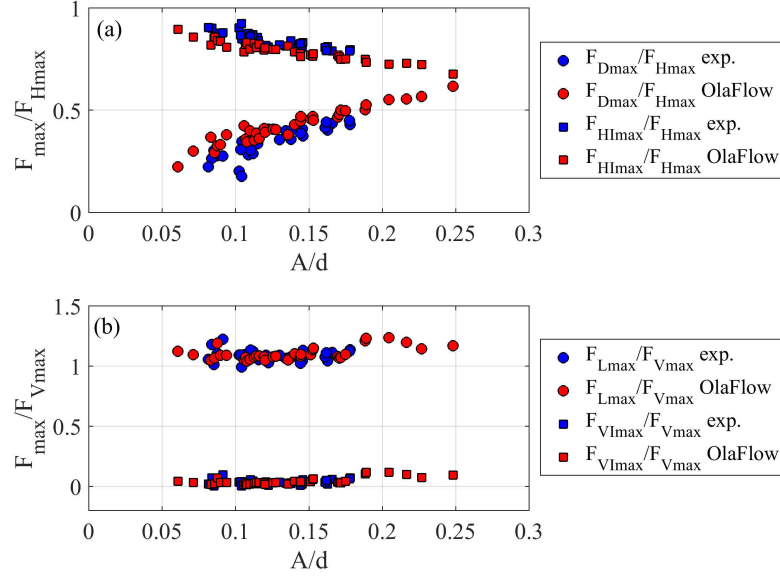 (a)
F_max/F_Hmax
1
0.5
0
0
0.05
0.1
0.15
0.2
0.25
0.3
A/d
F_Dmax/F_Hmax exp.
F_Dmax/F_Hmax OlaFlow
F_HImax/F_Hmax exp.
F_HImax/F_Hmax OlaFlow
(b)
F_max/F_Vmax
1.5
1
0.5
0
0
0.05
0.1
0.15
0.2
0.25
0.3
A/d
F_Lmax/F_Vmax exp.
F_Lmax/F_Vmax OlaFlow
F_VImax/F_Vmax exp.
F_VImax/F_Vmax OlaFlow